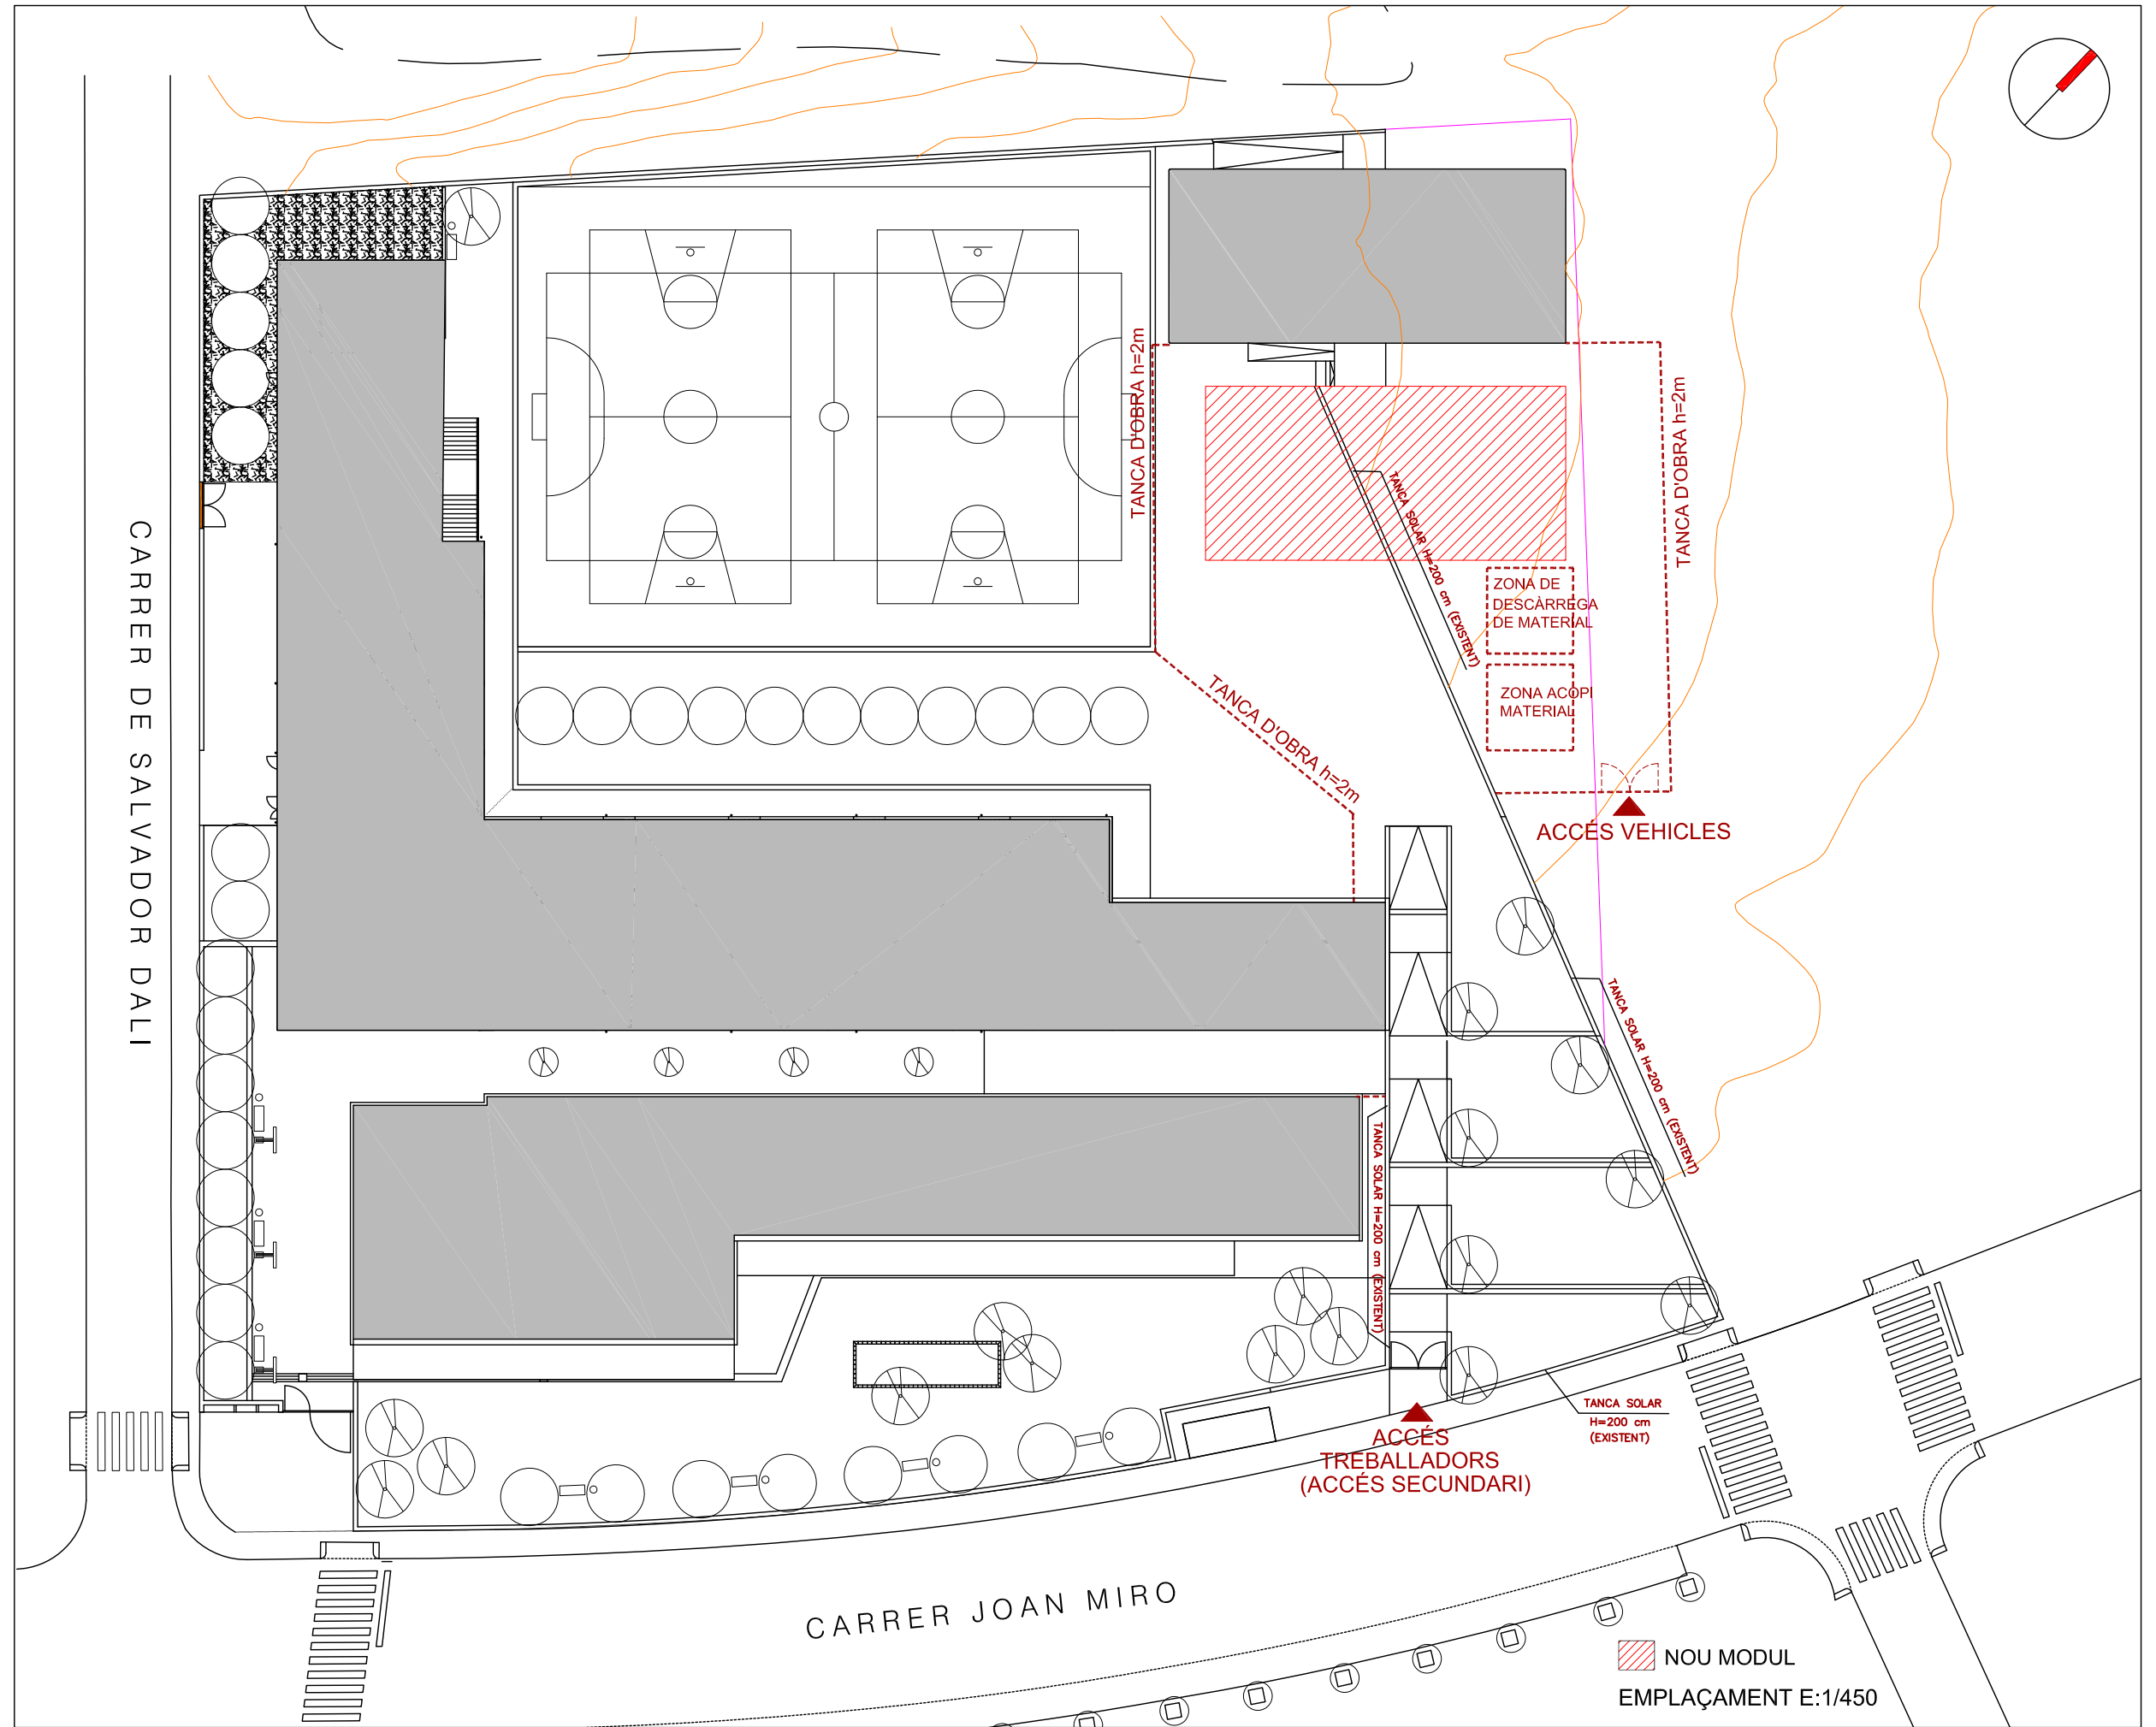 TANCA D'OBRA h=2m
TANCA D'OBRA h=2m
TANCA SOLAR H=200 cm (EXISTENT)
ZONA DE
DESCÀRREGA
DE MATERIAL
ZONA ACOPI
MATERIAL
TANCA D'OBRA h=2m
ACCÉS VEHICLES
CARRER DE SALVADOR DALI
TANCA SOLAR H=200 cm (EXISTENT)
TANCA SOLAR H=200 cm (EXISTENT)
TANCA SOLAR
H=200 cm
(EXISTENT)
ACCÉS
TREBALLADORS
(ACCÉS SECUNDARI)
CARRER JOAN MIRO
NOU MODUL
EMPLAÇAMENT E:1/450